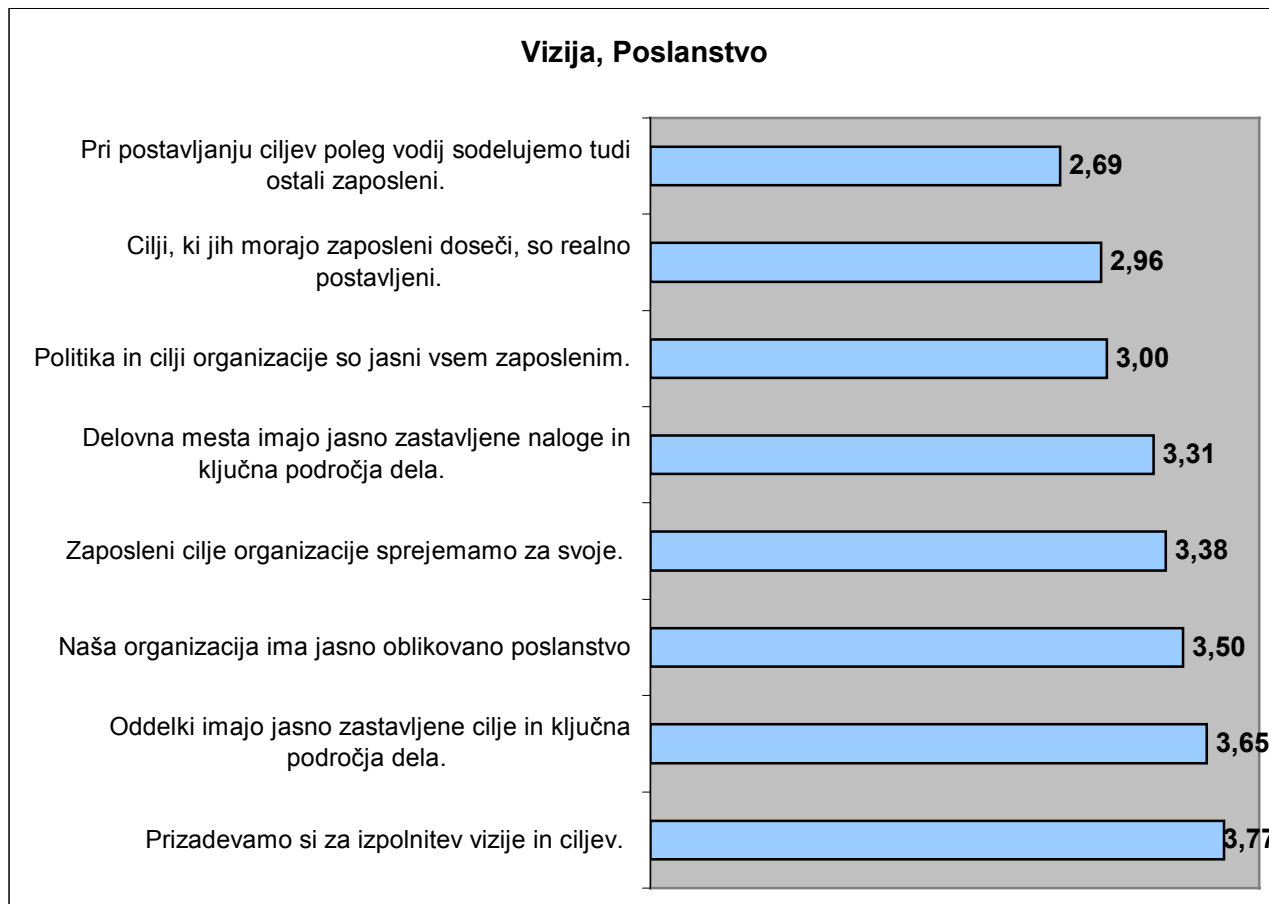 Vizija, Poslanstvo
Pri postavljanju ciljev poleg vodij sodelujemo tudi
ostali zaposleni.
2,69
Cilji, ki jih morajo zaposleni doseči, so realno
postavljeni.
2,96
Politika in cilji organizacije so jasni vsem zaposlenim.
3,00
Delovna mesta imajo jasno zastavljene naloge in
ključna področja dela.
3,31
Zaposleni cilje organizacije sprejemamo za svoje.
3,38
Naša organizacija ima jasno oblikovano poslanstvo
3,50
Oddelki imajo jasno zastavljene cilje in ključna
področja dela.
3,65
Prizadevamo si za izpolnitev vizije in ciljev.
3,77